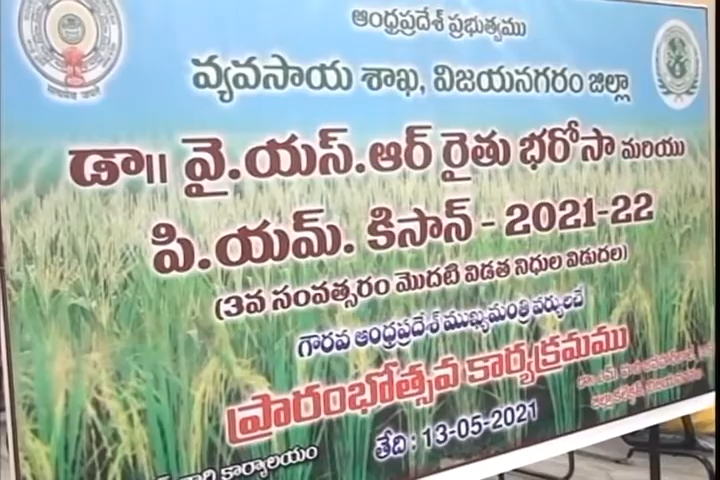 ఆంధ్రప్రదేశ్ ప్రభుత్వము
వ్యవసాయ శాఖ, విజయనగరం జిల్లా
డా॥ వై.యస్.ఆర్ రైతు భరోసా మరియు
పి.యమ్. కిసాన్ - 2021-22
(3వ సంవత్సరం మొదటి విడత నిధుల విడుదల)
గౌరవ ఆంధ్రప్రదేశ్ ముఖ్యమంత్రి వర్యులచే
ప్రారంభోత్సవ కార్యక్రమము
తేది : 13-05-2021
వారి కార్యాలయం